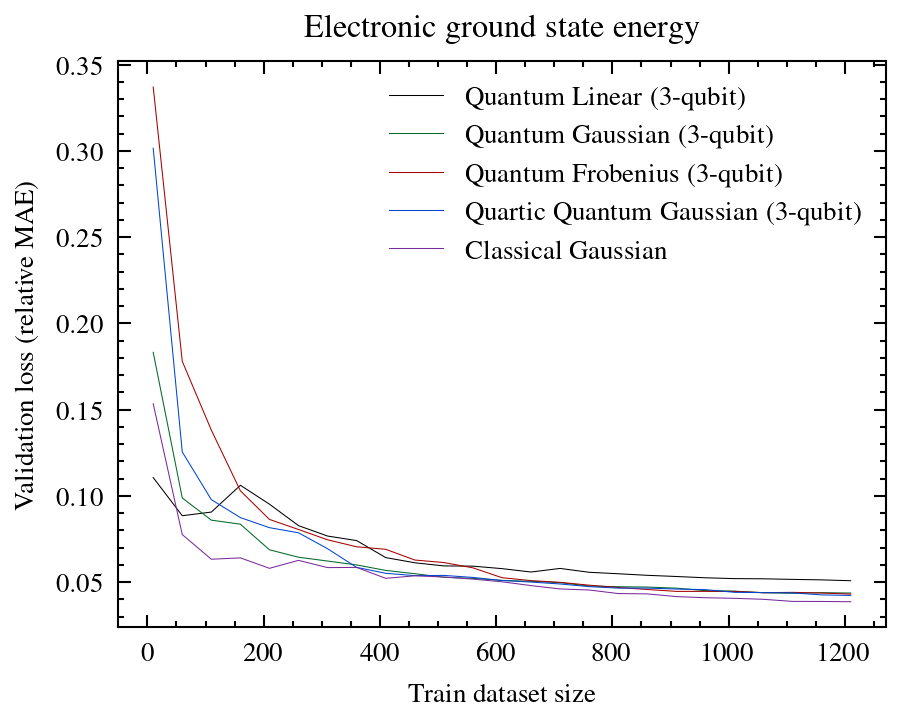 Electronic ground state energy
0.35
0.30
0.25
0.20
0.15
0.10
0.05
Validation loss (relative MAE)
Quantum Linear (3-qubit)
Quantum Gaussian (3-qubit)
Quantum Frobenius (3-qubit)
Quartic Quantum Gaussian (3-qubit)
Classical Gaussian
0 200 400 600 800 1000 1200
Train dataset size